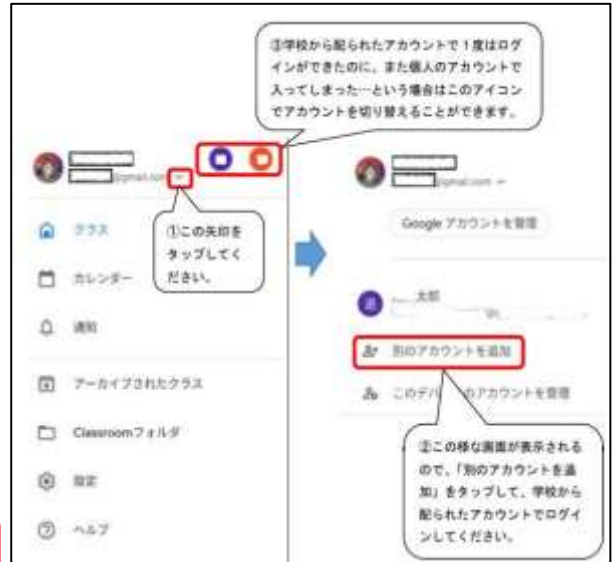 ③学校から配られたアカウントで1度はログ
インができたのに、また個人のアカウントで
入ってしまった…という場合はこのアイコン
でアカウントを切り替えることができます。
@gmail.com
①この矢印を
タップしてく
ださい。
クラス
カレンダー
通知
アーカイブされたクラス
Classroomフォルダ
設定
ヘルプ
@gmail.com
Google アカウントを管理
太郎
別のアカウントを追加
このデバ のアカウントを管理
②この様な画面が表示される
ので、「別のアカウントを追
加」をタップして、学校から
配られたアカウントでログイ
ンしてください。